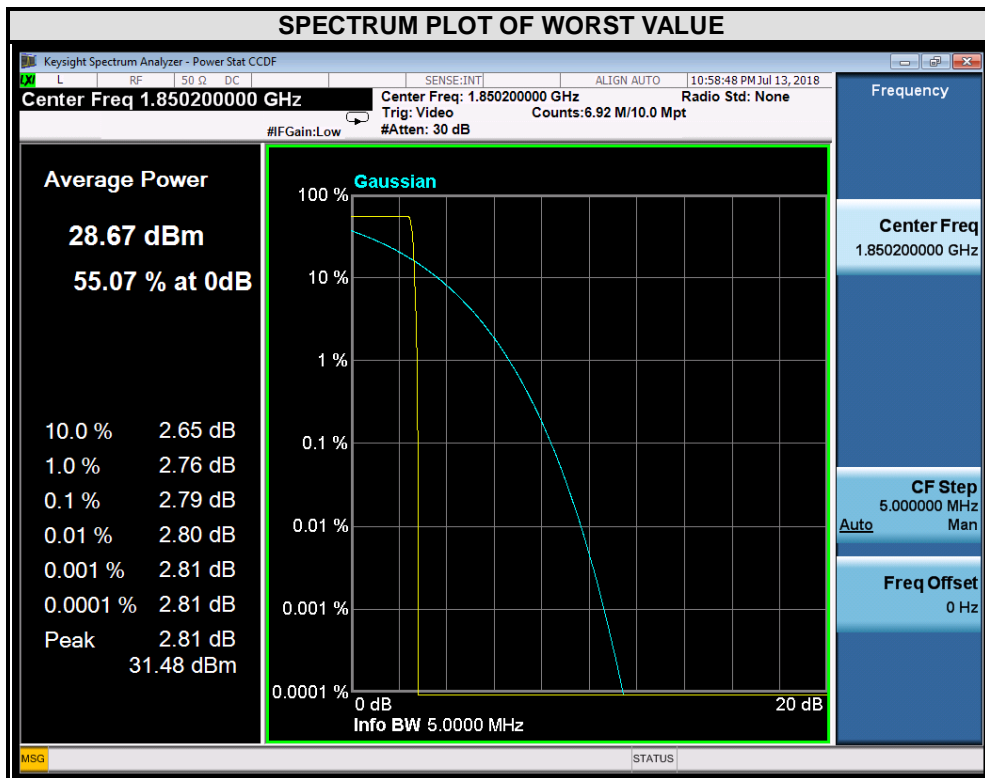 SPECTRUM PLOT OF WORST VALUE
Keysight Spectrum Analyzer - Power Stat CCDF
LXI L RF 50 Ω DC SENSE:INT ALIGN AUTO 10:58:48 PM Jul 13, 2018
Center Freq 1.850200000 GHz
Center Freq: 1.850200000 GHz Radio Std: None
Trig: Video Counts:6.92 M/10.0 Mpt
#IFGain:Low #Atten: 30 dB
Frequency
Average Power
28.67 dBm
55.07 % at 0dB
10.0 % 2.65 dB
1.0 % 2.76 dB
0.1 % 2.79 dB
0.01 % 2.80 dB
0.001 % 2.81 dB
0.0001 % 2.81 dB
Peak 2.81 dB
31.48 dBm
Gaussian
100 %
10 %
1 %
0.1 %
0.01 %
0.001 %
0.0001 %
0 dB 20 dB
Info BW 5.0000 MHz
Center Freq
1.850200000 GHz
CF Step
5.000000 MHz
Auto Man
Freq Offset
0 Hz
MSG STATUS